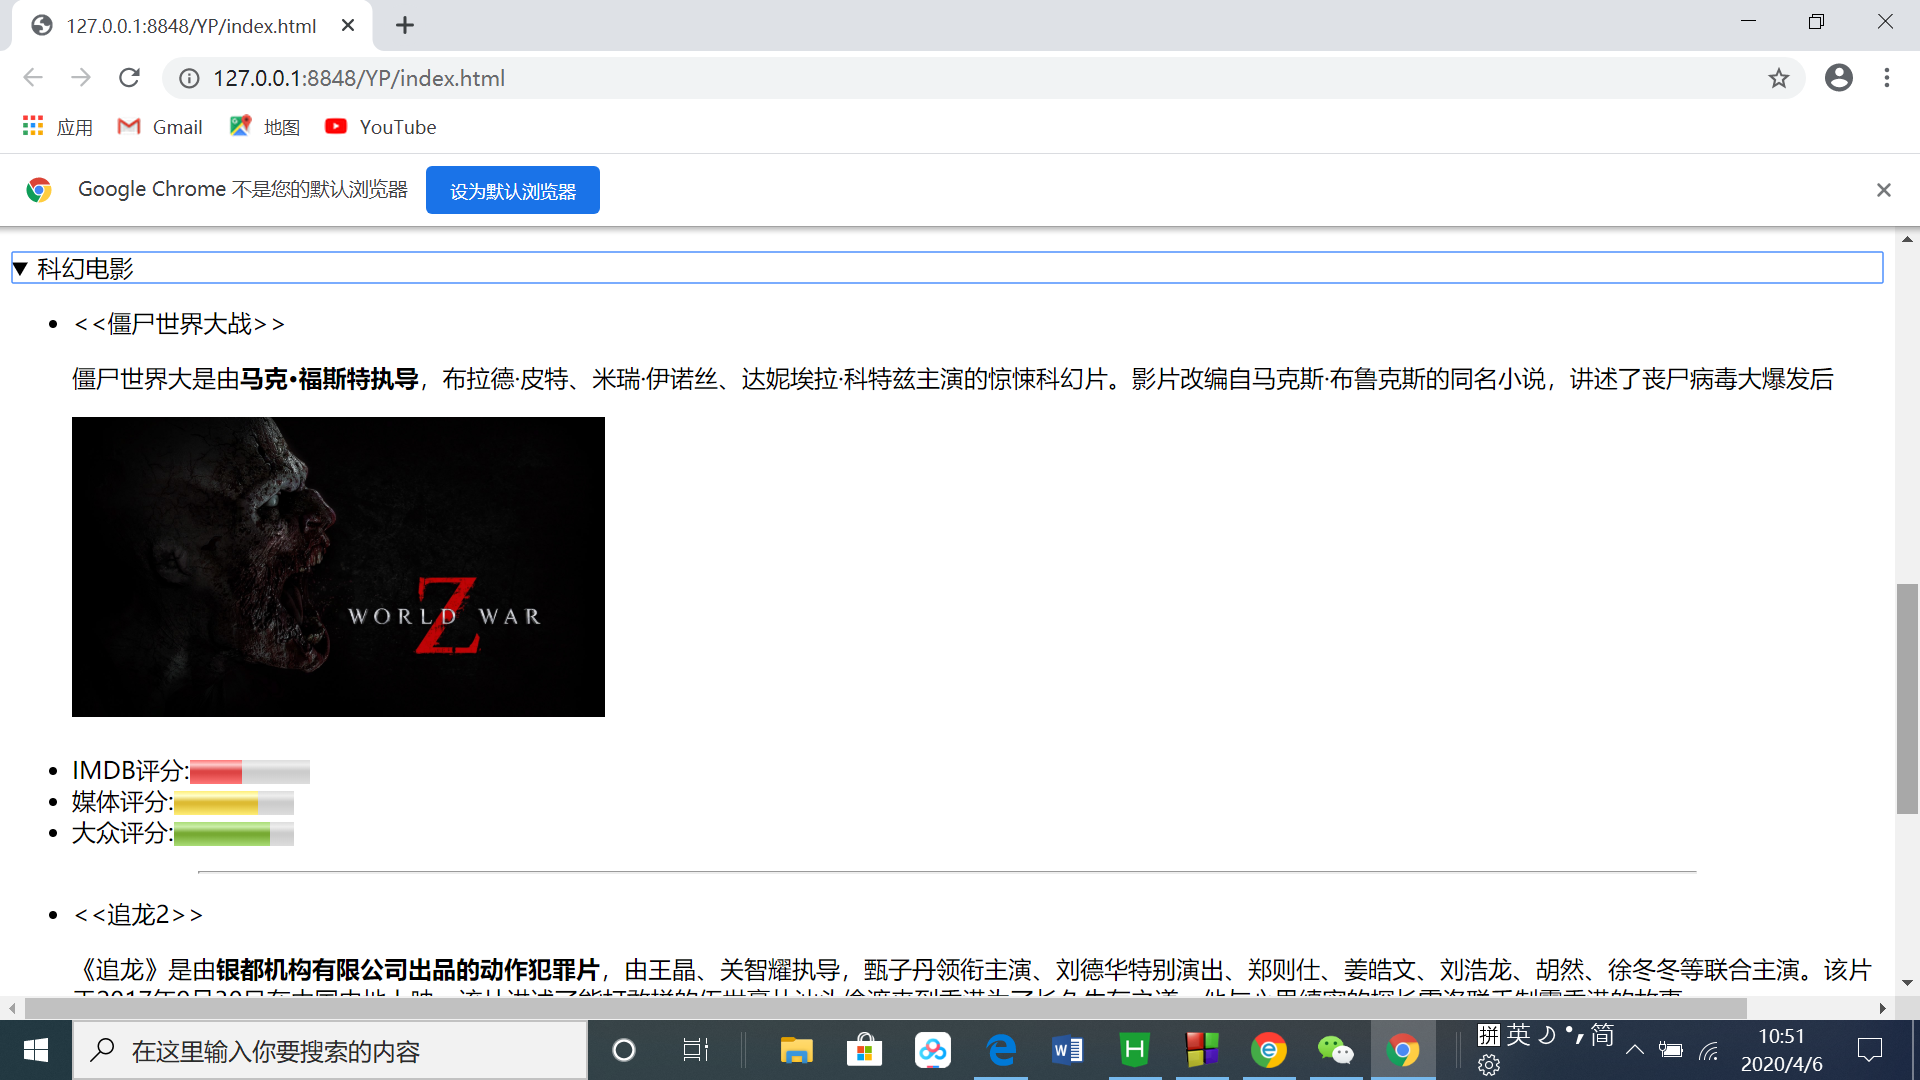 127.0.0.1:8848/YP/index.html
127.0.0.1:8848/YP/index.html
应用 Gmail 地图 YouTube
Google Chrome 不是您的默认浏览器 设为默认浏览器
科幻电影
<<僵尸世界大战>>
僵尸世界大是由马克·福斯特执导，布拉德·皮特、米瑞·伊诺丝、达妮埃拉·科特兹主演的惊悚科幻片。影片改编自马克斯·布鲁克斯的同名小说，讲述了丧尸病毒大爆发后
WORLD WAR
Z
IMDB评分:
媒体评分:
大众评分:
<<追龙2>>
《追龙》是由银都机构有限公司出品的动作犯罪片，由王晶、关智耀执导，甄子丹领衔主演、刘德华特别演出、郑则仕、姜皓文、刘浩龙、胡然、徐冬冬等联合主演。该片
在这里输入你要搜索的内容
拼 英 简
10:51
2020/4/6